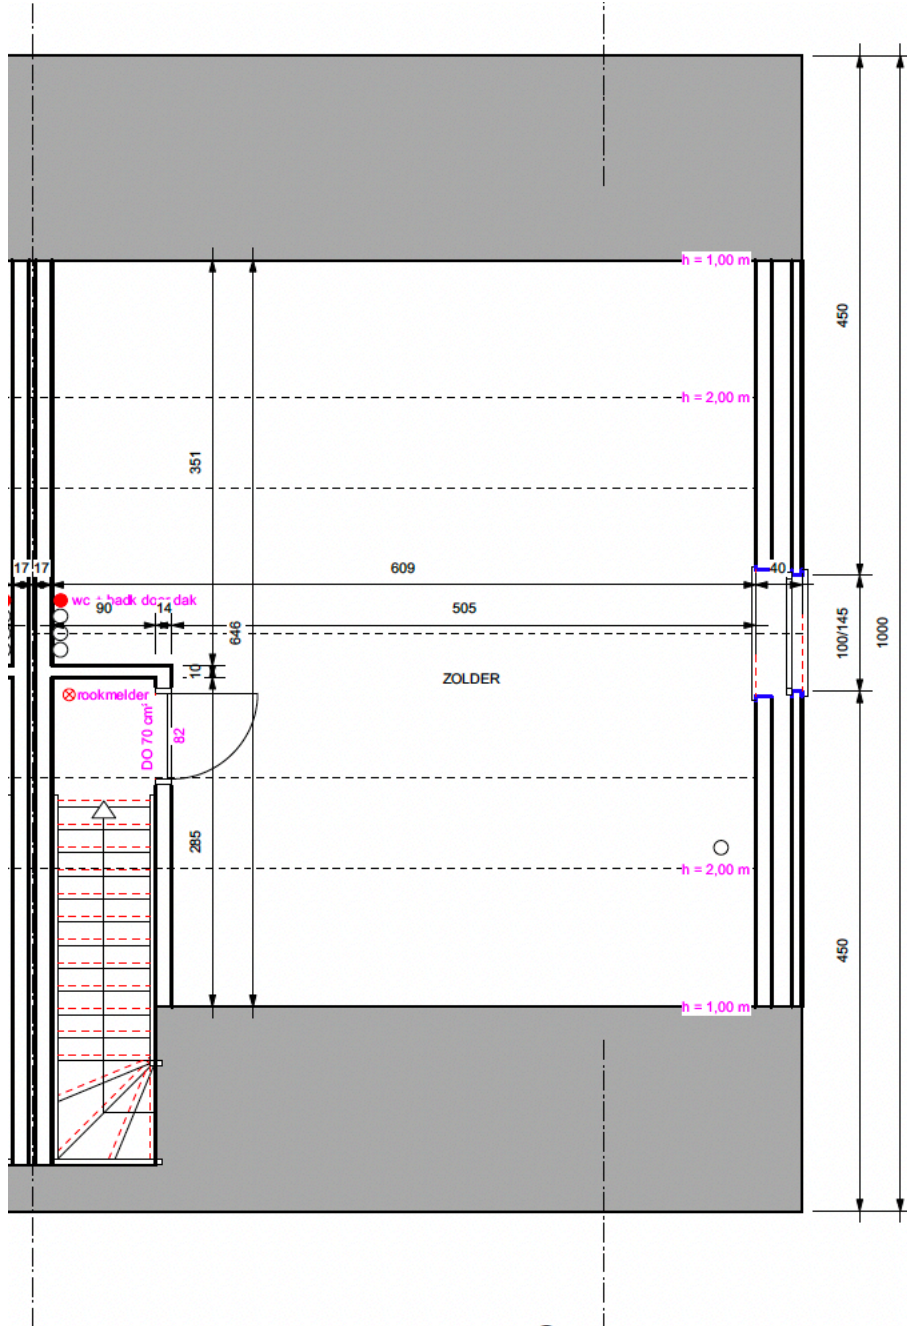 h = 1,00 m
450
h = 2,00 m
351
17
17
609
40
wc + badk door dak
90
14
505
646
100/145
1000
10
ZOLDER
rookmelder
DO 70 cm²
82
285
h = 2,00 m
450
h = 1,00 m